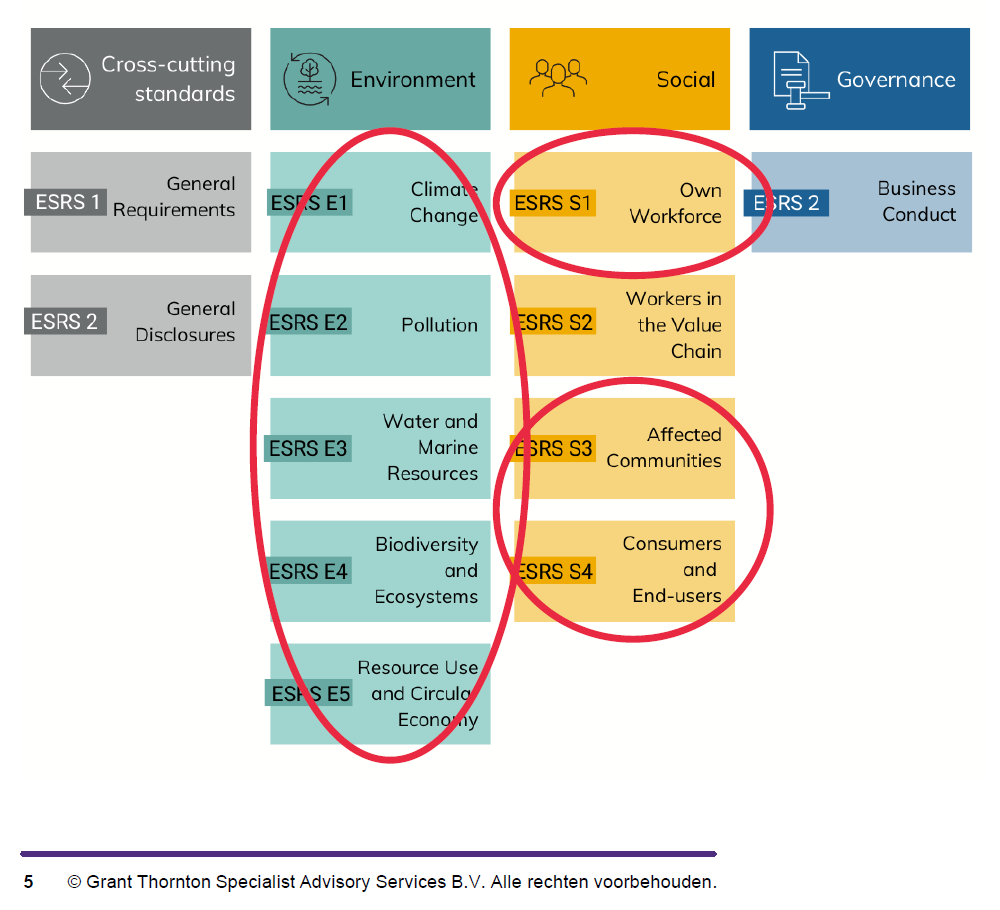 Cross-cutting
standards
Environment
Social
Governance
ESRS 1
General
Requirements
ESRS E1
Climate
Change
ESRS S1
Own
Workforce
ESRS 2
Business
Conduct
ESRS 2
General
Disclosures
ESRS E2
Pollution
ESRS S2
Workers in
the Value
Chain
ESRS E3
Water and
Marine
Resources
ESRS S3
Affected
Communities
ESRS E4
Biodiversity
and
Ecosystems
ESRS S4
Consumers
and
End-users
ESRS E5
Resource Use
and Circular
Economy
5 © Grant Thornton Specialist Advisory Services B.V. Alle rechten voorbehouden.